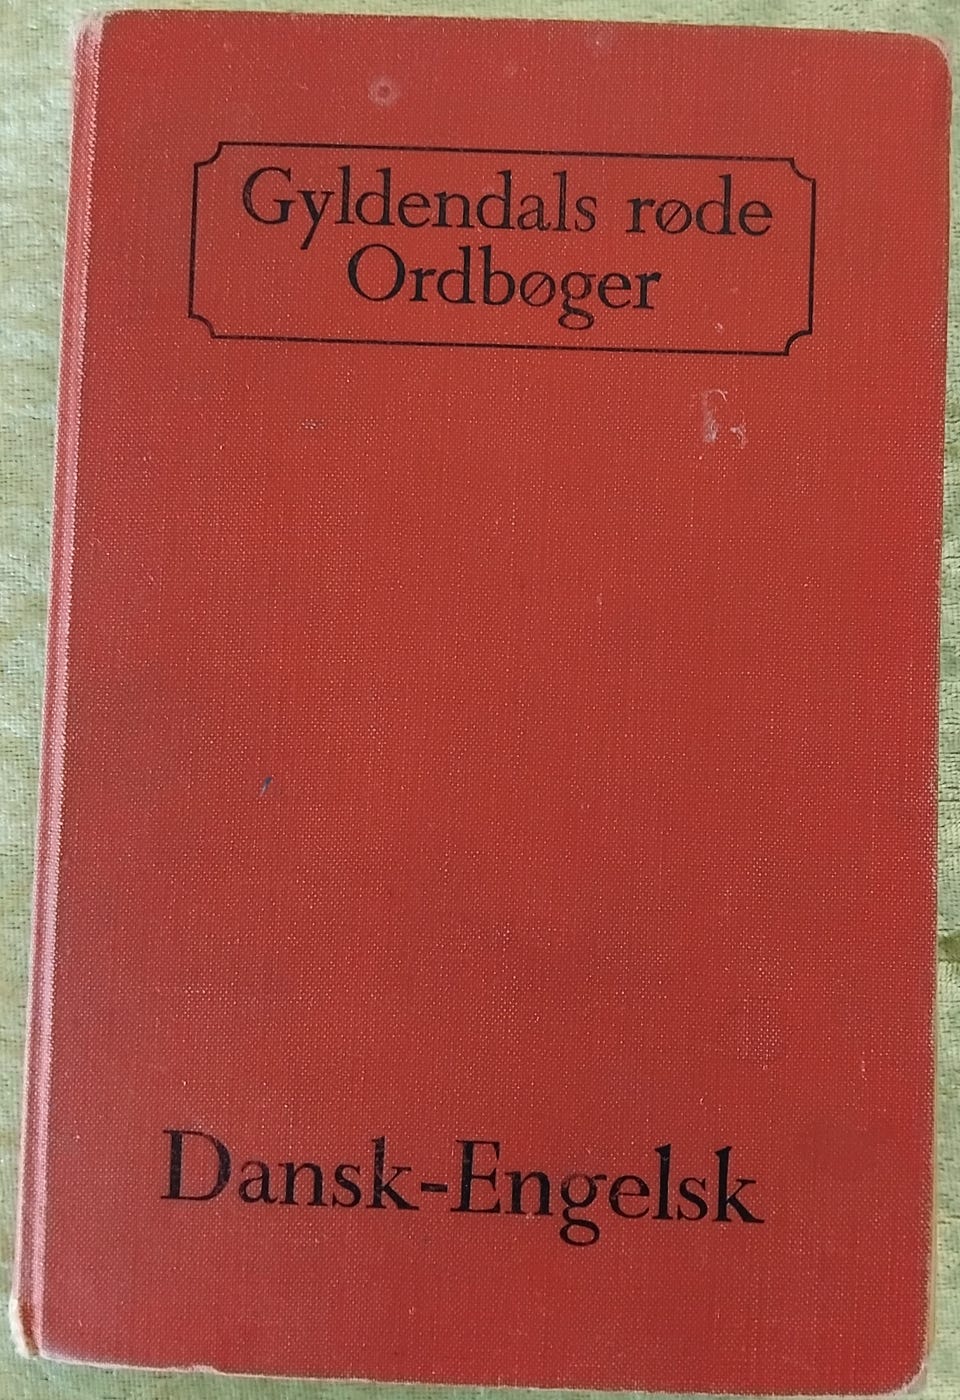 Gyldendals røde
Ordbøger
Dansk-Engelsk